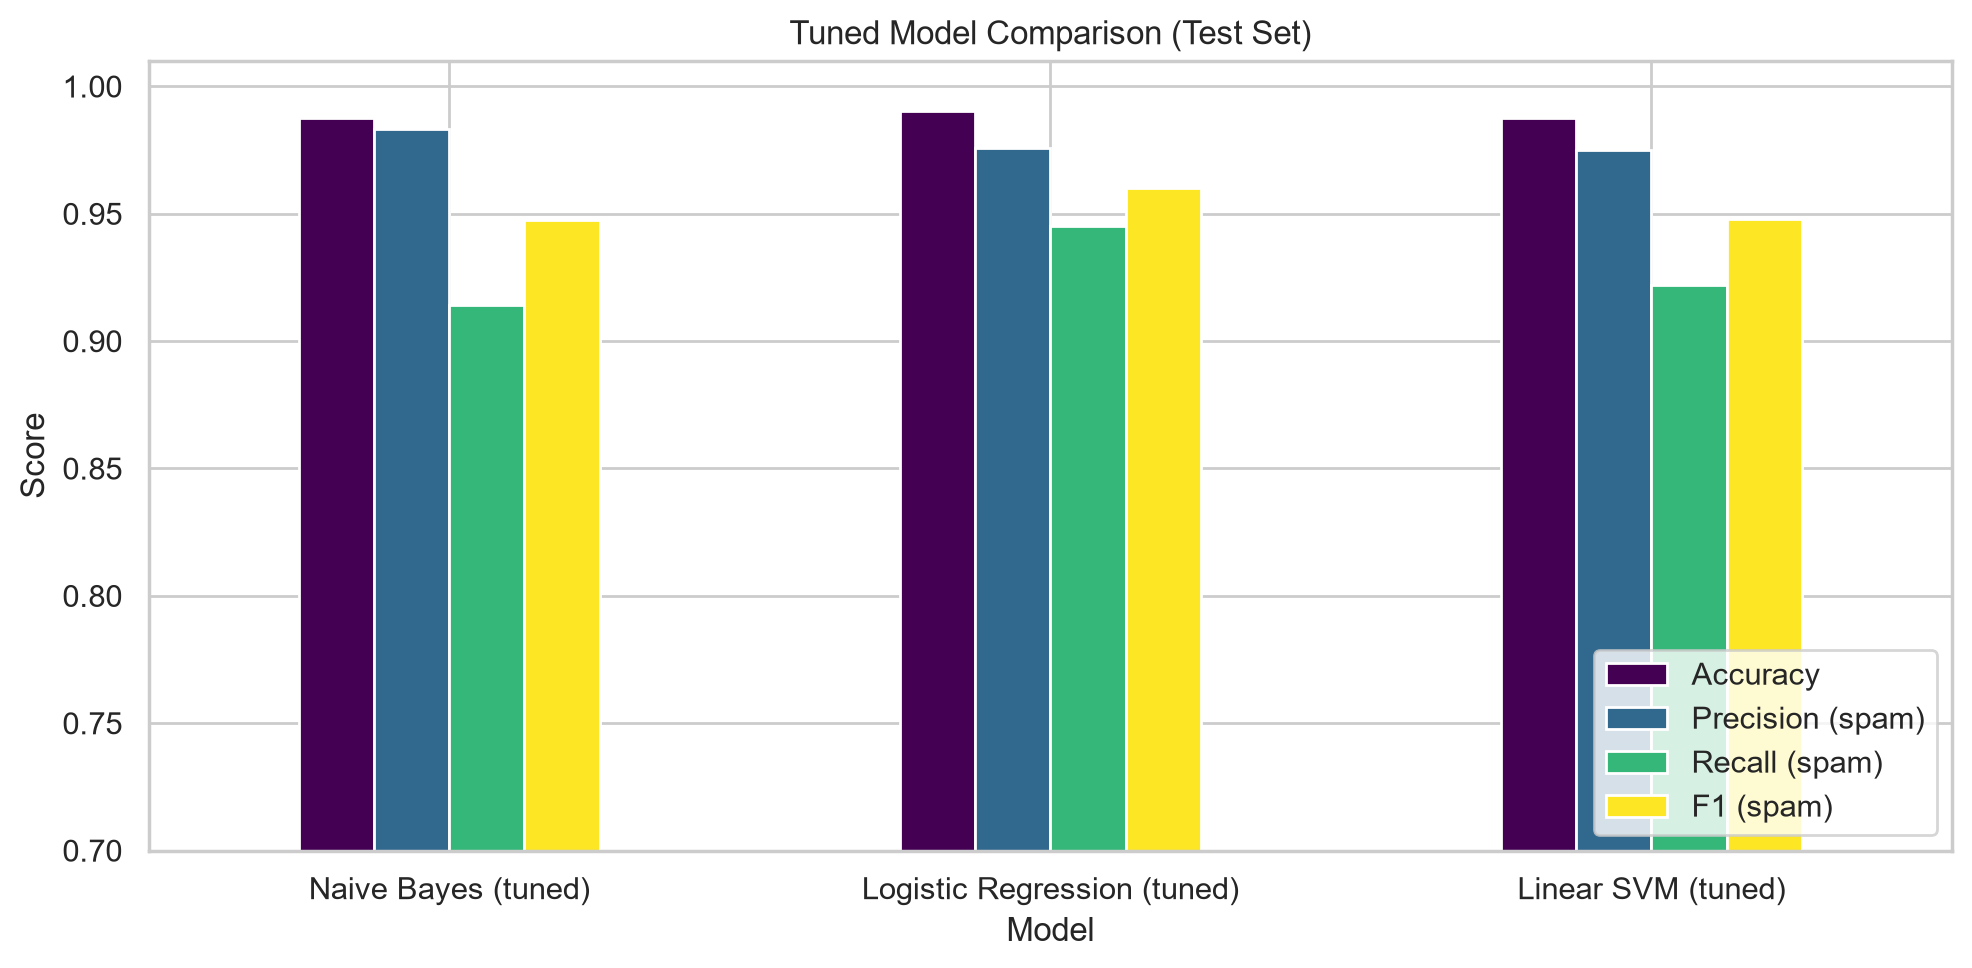 Tuned Model Comparison (Test Set)
1.00
0.95
0.90
0.85
0.80
0.75
0.70
Score
Accuracy
Precision (spam)
Recall (spam)
F1 (spam)
Naive Bayes (tuned)
Logistic Regression (tuned)
Linear SVM (tuned)
Model